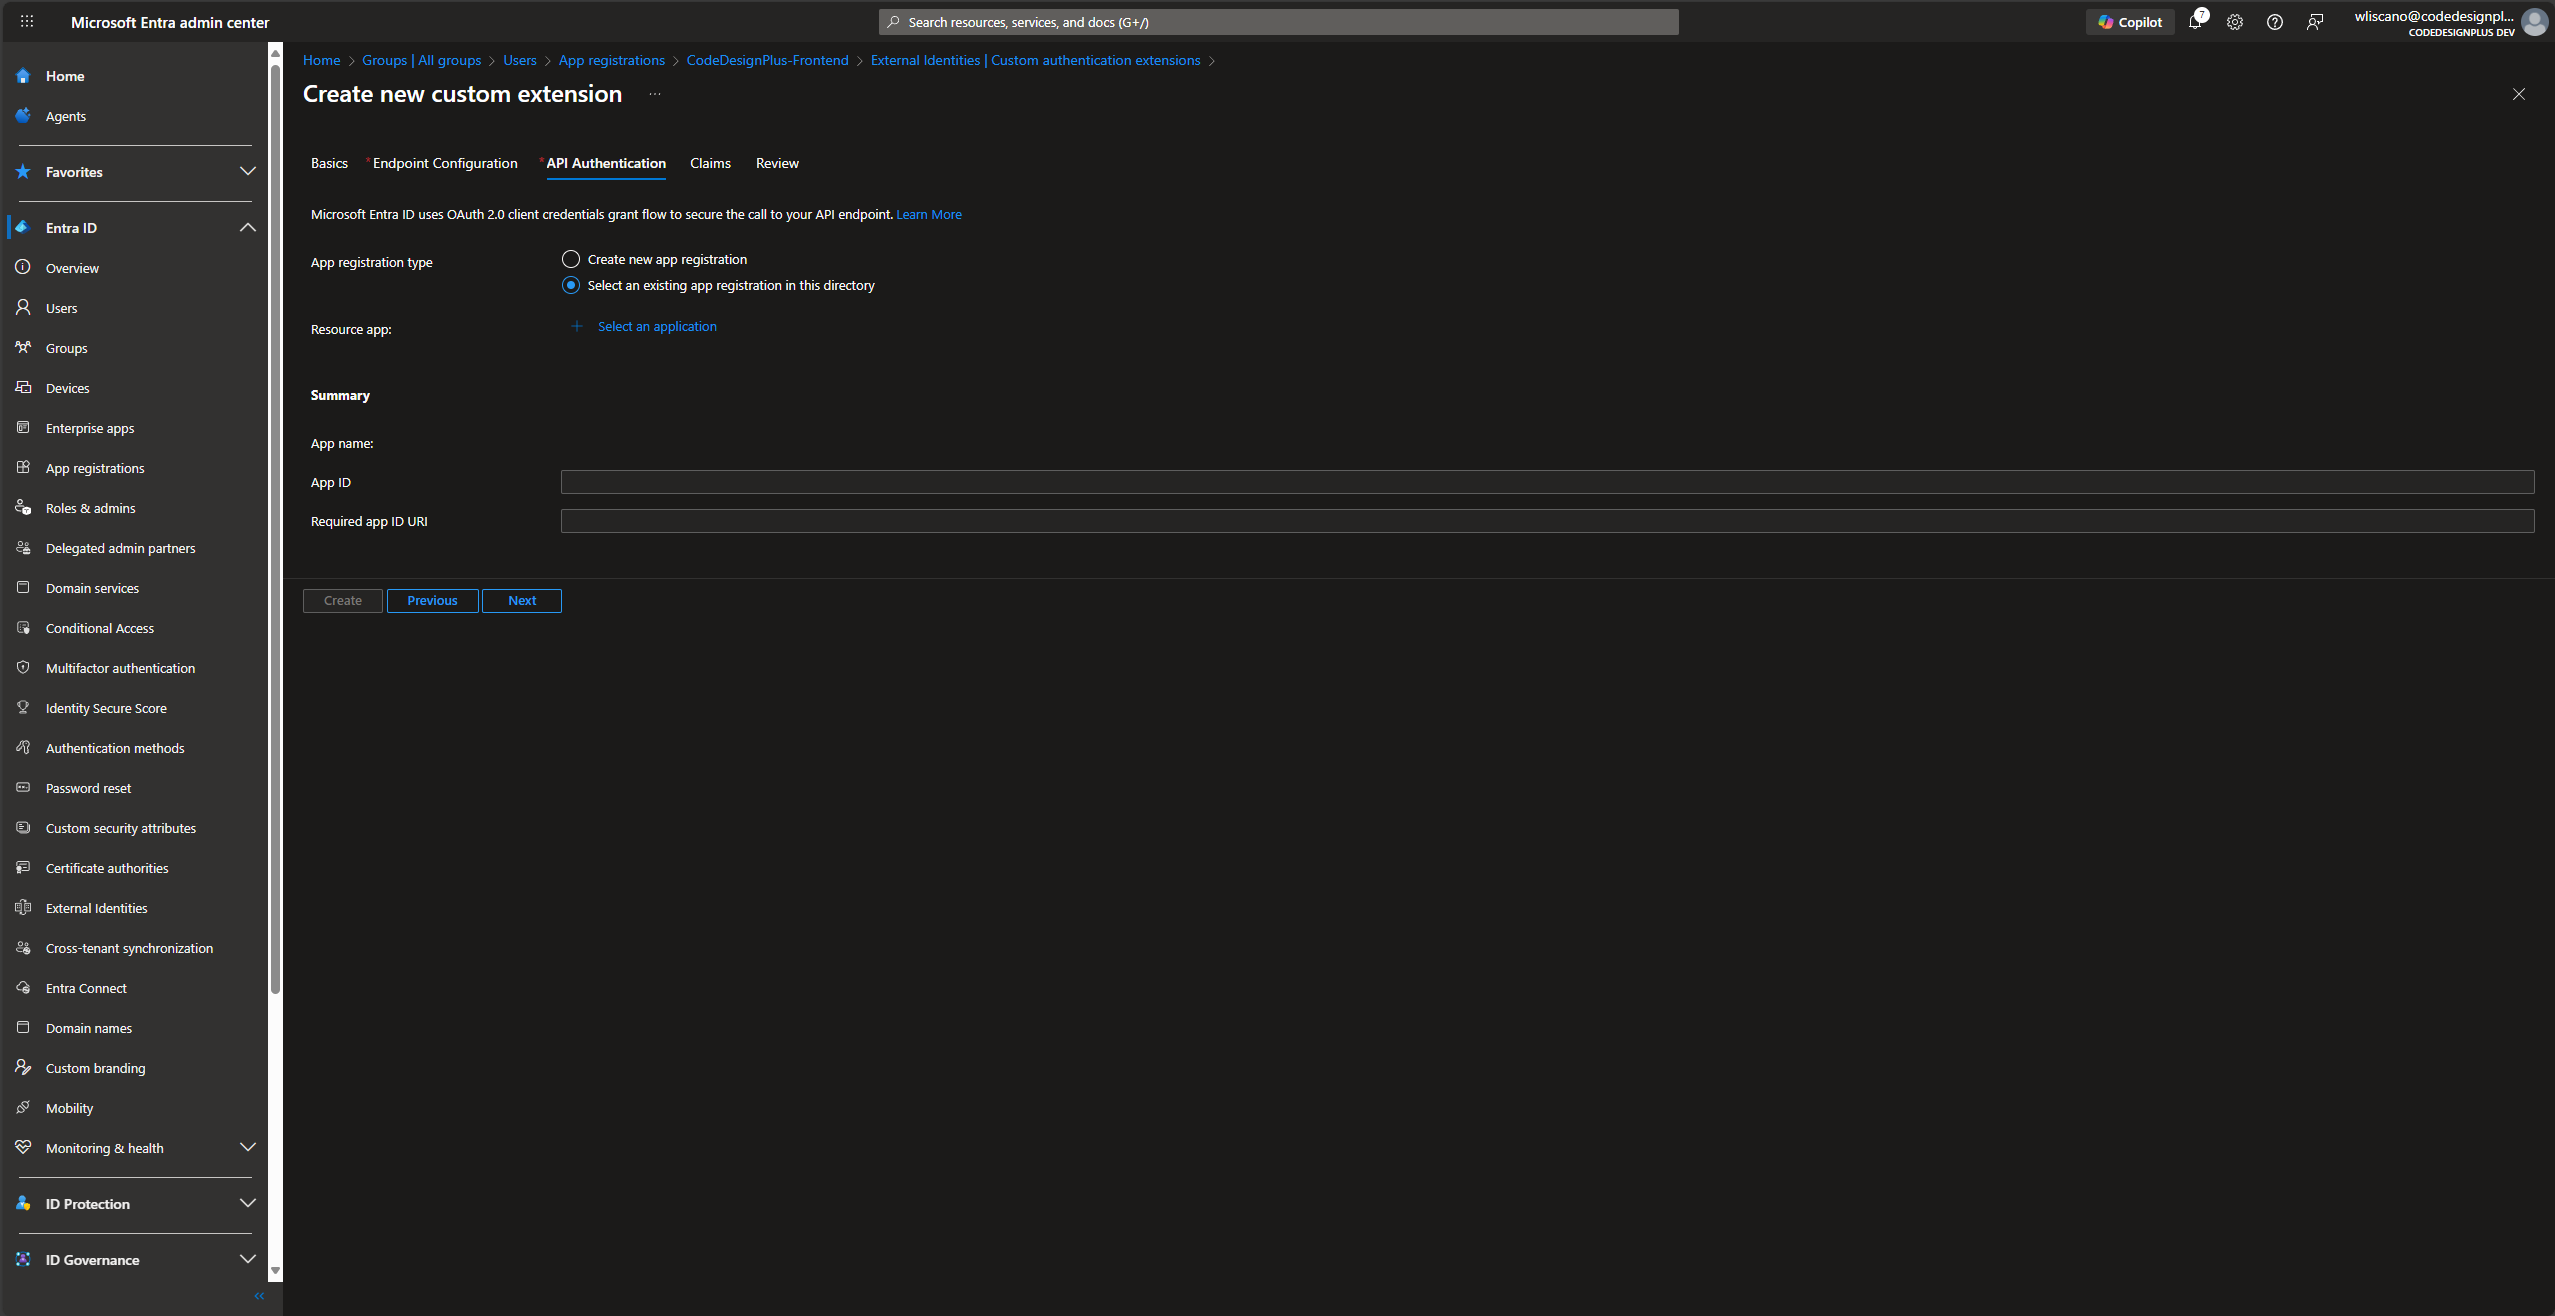 Microsoft Entra admin center
Search resources, services, and docs (G+/)
Copilot
7
wliscano@codedesignpl...
CODEDESIGNPLUS DEV
Home
Agents
Favorites
Entra ID
Overview
Users
Groups
Devices
Enterprise apps
App registrations
Roles & admins
Delegated admin partners
Domain services
Conditional Access
Multifactor authentication
Identity Secure Score
Authentication methods
Password reset
Custom security attributes
Certificate authorities
External Identities
Cross-tenant synchronization
Entra Connect
Domain names
Custom branding
Mobility
Monitoring & health
ID Protection
ID Governance
Home > Groups | All groups > Users > App registrations > CodeDesignPlus-Frontend > External Identities | Custom authentication extensions >
Create new custom extension ...
Basics * Endpoint Configuration * API Authentication Claims Review
Microsoft Entra ID uses OAuth 2.0 client credentials grant flow to secure the call to your API endpoint. Learn More
App registration type
Create new app registration
Select an existing app registration in this directory
Resource app:
+ Select an application
Summary
App name:
App ID
Required app ID URI
Create Previous Next